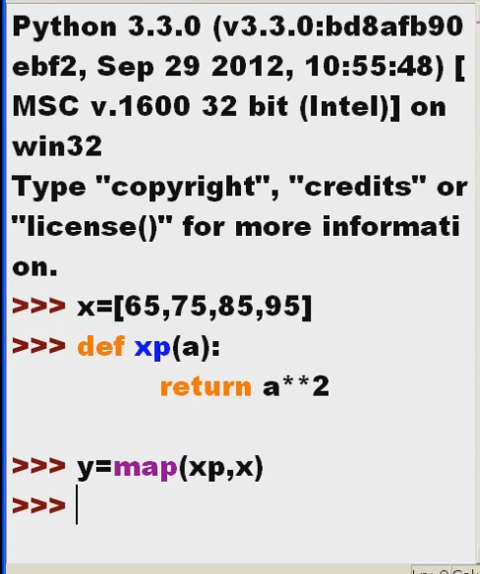 Python 3.3.0 (v3.3.0:bd8afb90
ebf2, Sep 29 2012, 10:55:48) [
MSC v.1600 32 bit (Intel)] on
win32
Type "copyright", "credits" or
"license()" for more informati
on.
>>> x=[65,75,85,95]
>>> def xp(a):
            return a**2

>>> y=map(xp,x)
>>>